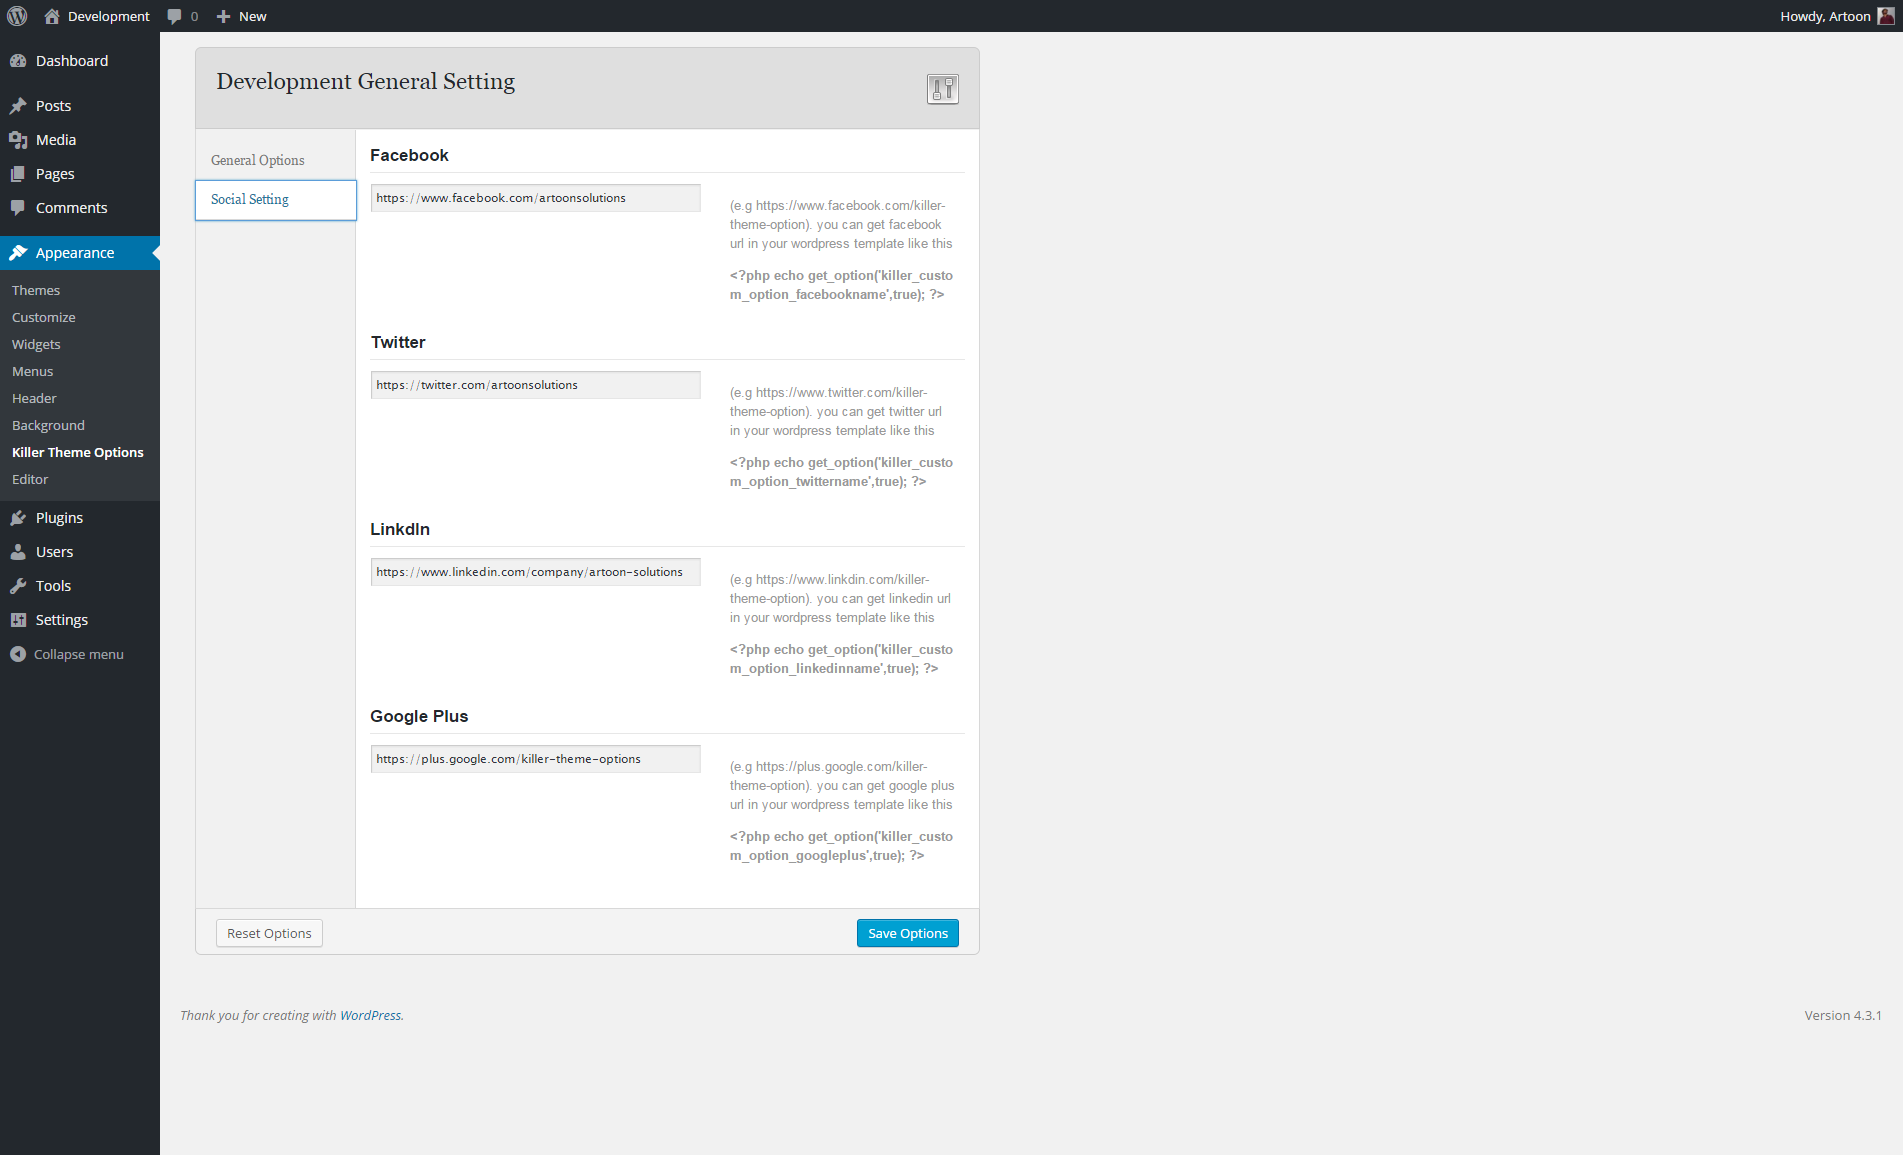 Development
0
New
Howdy, Artoon
Dashboard
Posts
Media
Pages
Comments
Appearance
Themes
Customize
Widgets
Menus
Header
Background
Killer Theme Options
Editor
Plugins
Users
Tools
Settings
Collapse menu
Development General Setting
General Options
Social Setting
Facebook
https://www.facebook.com/artoonsolutions
(e.g https://www.facebook.com/killer-
theme-option). you can get facebook
url in your wordpress template like this
<?php echo get_option('killer_custo
m_option_facebookname',true); ?>
Twitter
https://twitter.com/artoonsolutions
(e.g https://www.twitter.com/killer-
theme-option). you can get twitter url
in your wordpress template like this
<?php echo get_option('killer_custo
m_option_twittername',true); ?>
LinkdIn
https://www.linkedin.com/company/artoon-solutions
(e.g https://www.linkdin.com/killer-
theme-option). you can get linkedin url
in your wordpress template like this
<?php echo get_option('killer_custo
m_option_linkedinname',true); ?>
Google Plus
https://plus.google.com/killer-theme-options
(e.g https://plus.google.com/killer-
theme-option). you can get google plus
url in your wordpress template like this
<?php echo get_option('killer_custo
m_option_googleplus',true); ?>
Reset Options
Save Options
Thank you for creating with WordPress.
Version 4.3.1